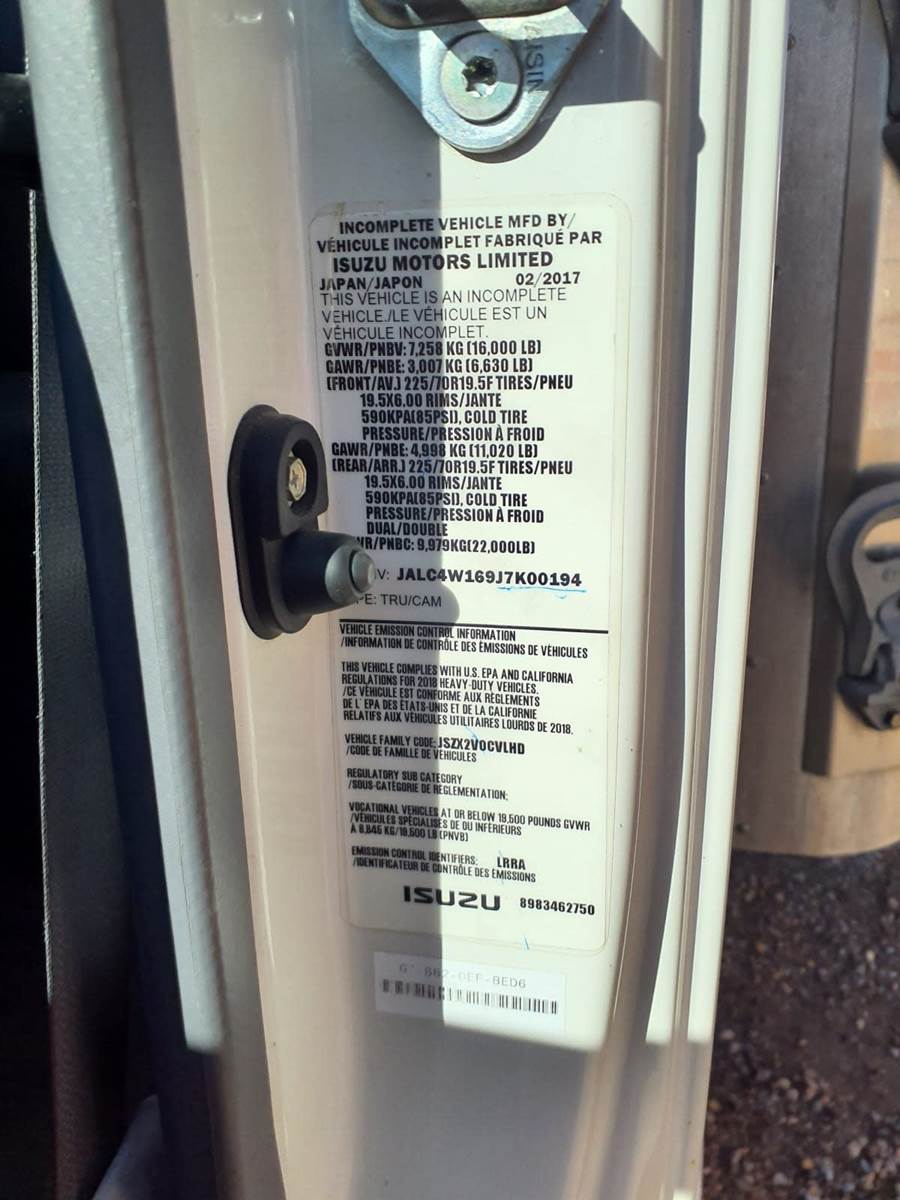 AISIN
INCOMPLETE VEHICLE MFD BY/
VÉHICULE INCOMPLET FABRIQUÉ PAR
ISUZU MOTORS LIMITED
JAPAN/JAPON 02/2017
THIS VEHICLE IS AN INCOMPLETE
VEHICLE./LE VÉHICULE EST UN
VÉHICULE INCOMPLET.
GVWR/PNBV: 7,258 KG (16,000 LB)
GAWR/PNBE: 3,007 KG (6,630 LB)
(FRONT/AV.) 225/70R19.5F TIRES/PNEU
19.5X6.00 RIMS/JANTE
590KPA(85PSI), COLD TIRE
PRESSURE/PRESSION À FROID
GAWR/PNBE: 4,998 KG (11,020 LB)
(REAR/ARR.) 225/70R19.5F TIRES/PNEU
19.5X6.00 RIMS/JANTE
590KPA(85PSI), COLD TIRE
PRESSURE/PRESSION À FROID
DUAL/DOUBLE
WR/PNBC: 9,979KG(22,000LB)
IV: JALC4W169J7K00194
PE: TRU/CAM
VEHICLE EMISSION CONTROL INFORMATION
/INFORMATION DE CONTRÔLE DES ÉMISSIONS DE VÉHICULES
THIS VEHICLE COMPLIES WITH U.S. EPA AND CALIFORNIA
REGULATIONS FOR 2018 HEAVY-DUTY VEHICLES.
/CE VÉHICULE EST CONFORME AUX RÈGLEMENTS
DE L' EPA DES ÉTATS-UNIS ET DE LA CALIFORNIE
RELATIFS AUX VÉHICULES UTILITAIRES LOURDS DE 2018.
VEHICLE FAMILY CODE: JSZX2VOCVLHD
/CODE DE FAMILLE DE VÉHICULES
REGULATORY SUB CATEGORY
/SOUS-CATÉGORIE DE RÉGLEMENTATION:
VOCATIONAL VEHICLES AT OR BELOW 19,500 POUNDS GVWR
/VÉHICULES SPÉCIALISÉS DE OU INFÉRIEURS
À 8,845 KG/19,500 LB (PNVB)
EMISSION CONTROL IDENTIFIERS: LRRA
/IDENTIFICATEUR DE CONTRÔLE DES ÉMISSIONS
ISUZU 8983462750